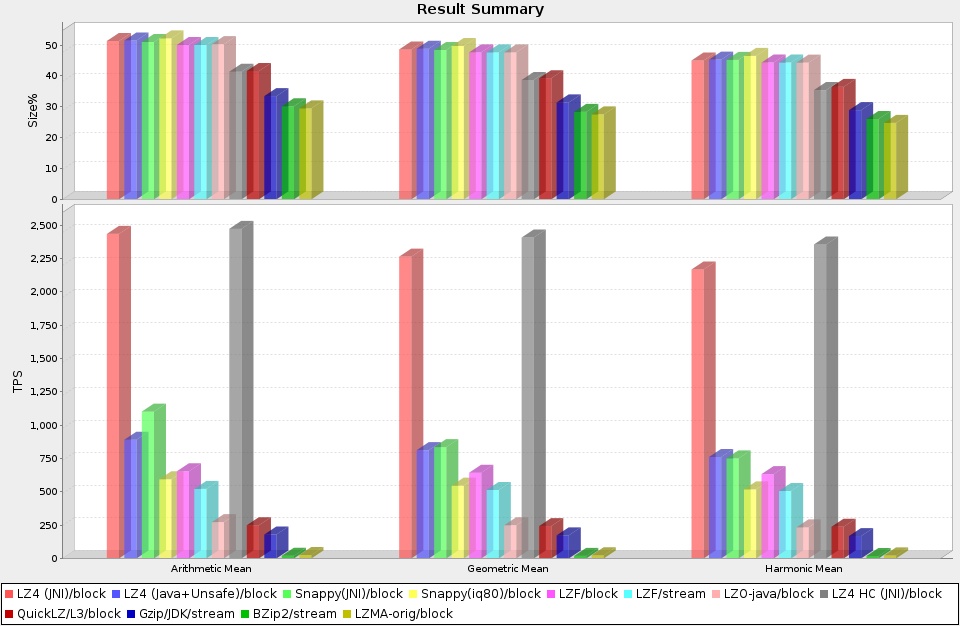 Result Summary
50
40
30
20
10
0
Size%
2,500
2,250
2,000
1,750
1,500
1,250
1,000
750
500
250
0
TPS
Arithmetic Mean Geometric Mean Harmonic Mean
LZ4 (JNI)/block LZ4 (Java+Unsafe)/block Snappy(JNI)/block Snappy(iq80)/block LZF/block LZF/stream LZO-java/block LZ4 HC (JNI)/block
QuickLZ/L3/block Gzip/JDK/stream BZip2/stream LZMA-orig/block